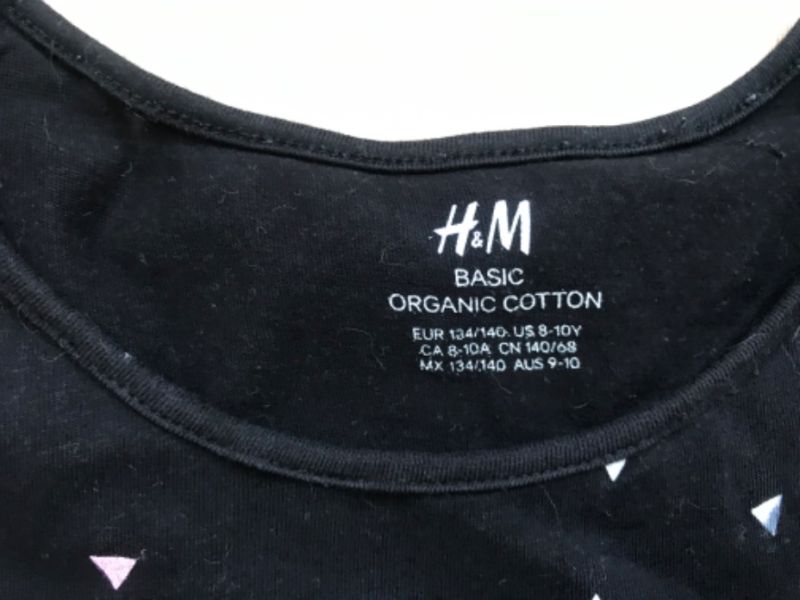 H&M
BASIC
ORGANIC COTTON
EUR 134/140 US 8-10Y
CA 8-10A CN 140/68
MX 134/140 AUS 9-10